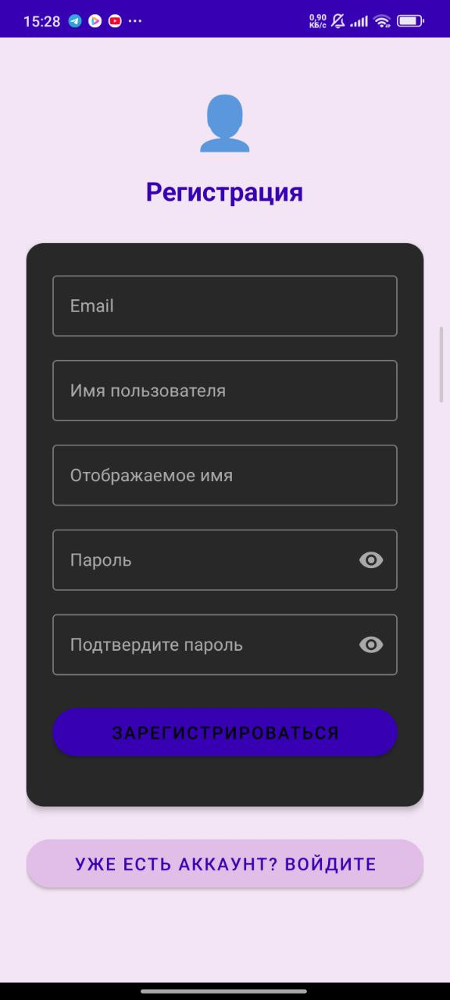 15:28
0,90
КБ/с
Регистрация
Email
Имя пользователя
Отображаемое имя
Пароль
Подтвердите пароль
ЗАРЕГИСТРИРОВАТЬСЯ
УЖЕ ЕСТЬ АККАУНТ? ВОЙДИТЕ